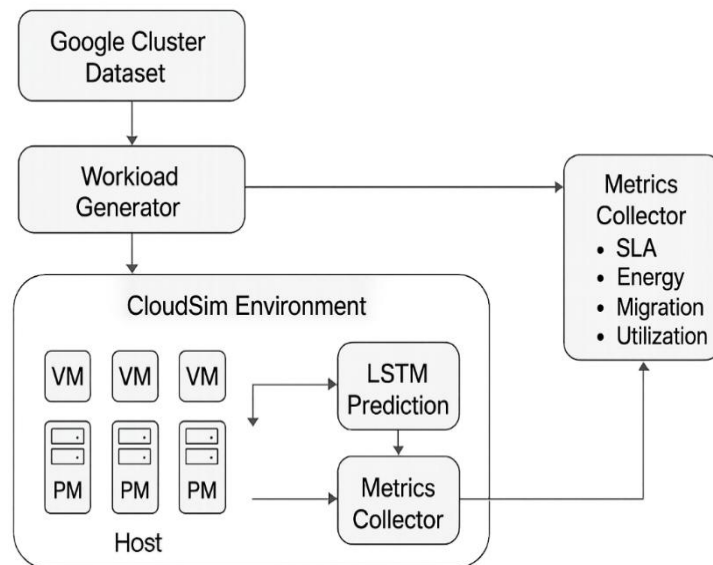 Google Cluster
Dataset
Workioad
Generator
Metrics
Collector
• SLA
• Energy
• Migration
• Utilization
CloudSim Environment
VM VM VM
LSTM
Prediction
PM PM PM
Metrics
Collector
Host